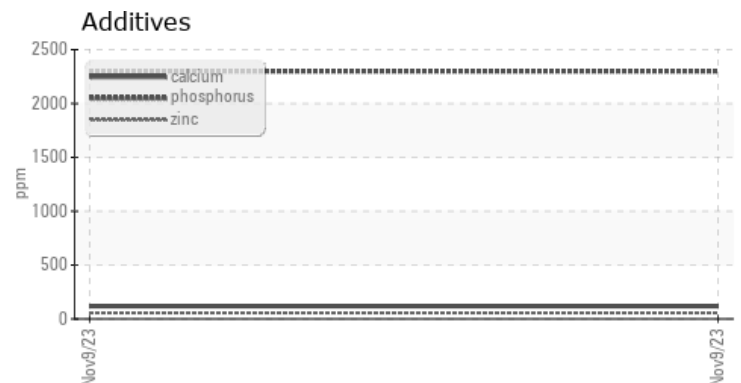 Additives
2500
2000
1500
1000
500
0
ppm
calcium
phosphorus
zinc
Nov9/23
Nov9/23